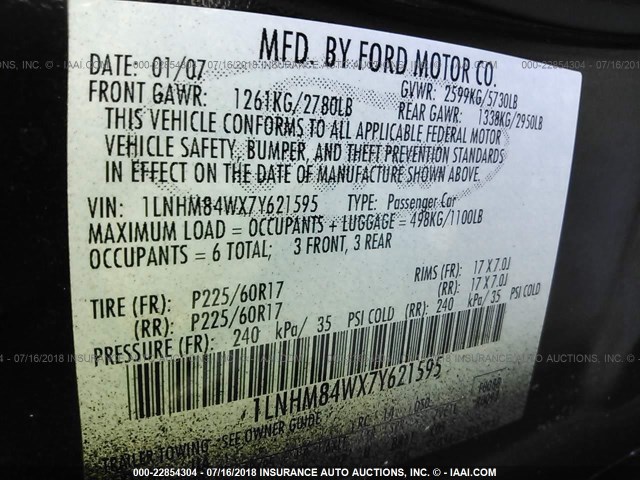 MFD. BY FORD MOTOR CO.
DATE: 01/07 GVWR: 2599KG/5730LB
FRONT GAWR: 1261KG/2780LB REAR GAWR: 1338KG/2950LB
THIS VEHICLE CONFORMS TO ALL APPLICABLE FEDERAL MOTOR
VEHICLE SAFETY, BUMPER, AND THEFT PREVENTION STANDARDS
IN EFFECT ON THE DATE OF MANUFACTURE SHOWN ABOVE.
VIN: 1LNHM84WX7Y621595 TYPE: Passenger Car
MAXIMUM LOAD = OCCUPANTS + LUGGAGE = 498KG/1100LB
OCCUPANTS = 6 TOTAL; 3 FRONT, 3 REAR
RIMS (FR): 17 X 7.0J
TIRE (FR): P225/60R17 (RR): 17 X 7.0J
(RR): P225/60R17
PRESSURE (FR): 240 kPa/ 35 PSI COLD (RR): 240 kPa/ 35 PSI COLD
1LNHM84WX7Y621595
TRAILER TOWING - SEE OWNER GUIDE
000-22854304 - 07/16/2018 INSURANCE AUTO AUCTIONS, INC. - © IAAI.COM